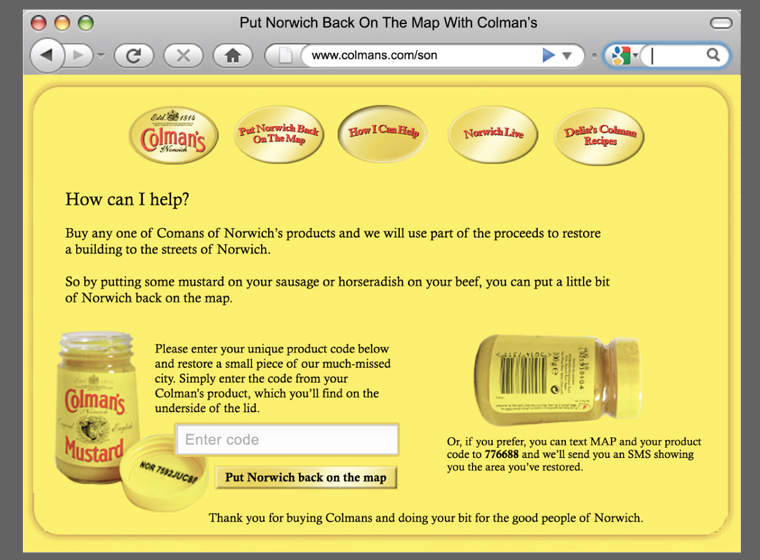 Put Norwich Back On The Map With Colman's
www.colmans.com/son
Estd. 1814
Colman's
Norwich
Put Norwich Back
On The Map
How I Can Help
Norwich Live
Delia's Colman
Recipes
How can I help?
Buy any one of Comans of Norwich's products and we will use part of the proceeds to restore
a building to the streets of Norwich.
So by putting some mustard on your sausage or horseradish on your beef, you can put a little bit
of Norwich back on the map.
Please enter your unique product code below
and restore a small piece of our much-missed
city. Simply enter the code from your
Colman's product, which you'll find on the
underside of the lid.
Enter code
Put Norwich back on the map
Colman's
Norwich
Original English
Mustard
NOR 7592JUCBF
Or, if you prefer, you can text MAP and your product
code to 776688 and we'll send you an SMS showing
you the area you've restored.
Thank you for buying Colmans and doing your bit for the good people of Norwich.